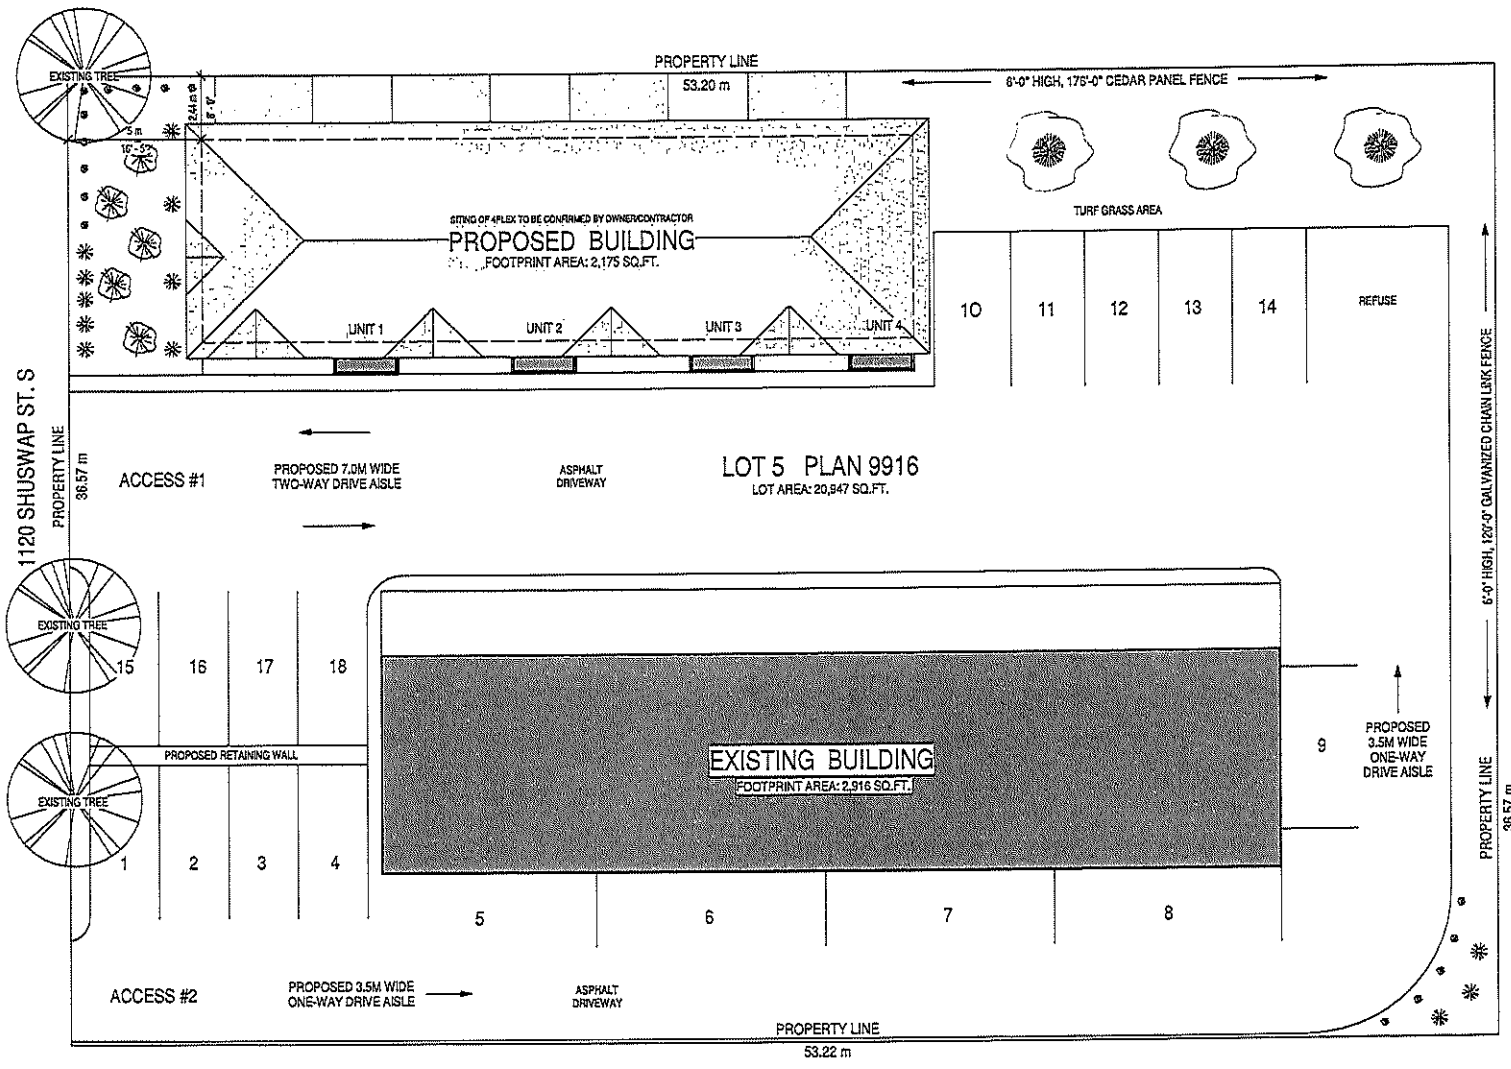 PROPERTY LINE
53.20 m
6'-0" HIGH, 176'-0" CEDAR PANEL FENCE
EXISTING TREE
2.44 m
8'-0"
5 m
16'-5"
TURF GRASS AREA
SITING OF 4PLEX TO BE CONFIRMED BY OWNER/CONTRACTOR
PROPOSED BUILDING
FOOTPRINT AREA: 2,175 SQ.FT.
UNIT 1
UNIT 2
UNIT 3
UNIT 4
10
11
12
13
14
REFUSE
1120 SHUSWAP ST. S
PROPERTY LINE
36.57 m
ACCESS #1
PROPOSED 7.0M WIDE
TWO-WAY DRIVE AISLE
ASPHALT
DRIVEWAY
LOT 5 PLAN 9916
LOT AREA: 20,947 SQ.FT.
6'-0" HIGH, 120'-0" GALVANIZED CHAIN LINK FENCE
EXISTING TREE
15
16
17
18
PROPOSED RETAINING WALL
EXISTING TREE
EXISTING BUILDING
FOOTPRINT AREA: 2,916 SQ.FT.
9
PROPOSED
3.5M WIDE
ONE-WAY
DRIVE AISLE
PROPERTY LINE
36.57 m
1
2
3
4
5
6
7
8
ACCESS #2
PROPOSED 3.5M WIDE
ONE-WAY DRIVE AISLE
ASPHALT
DRIVEWAY
PROPERTY LINE
53.22 m